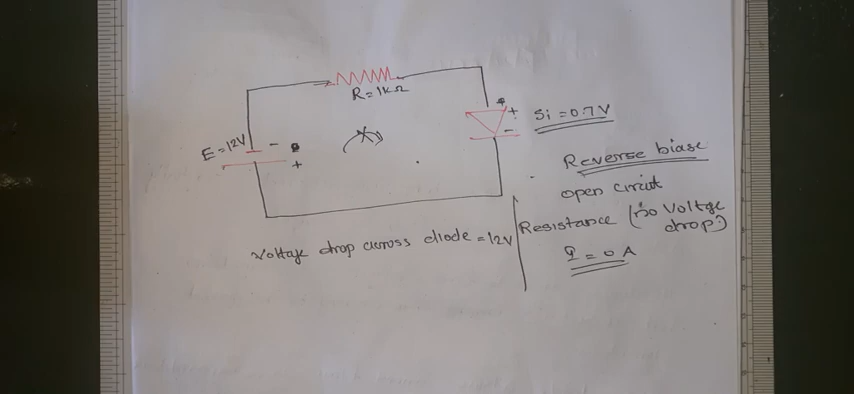 R=1kΩ
E=12V
-
+
+
-
Si=0.7V
Reverse biase
open circuit
Resistance (no voltage
drop)
I = 0 A
Voltage drop across diode = 12V